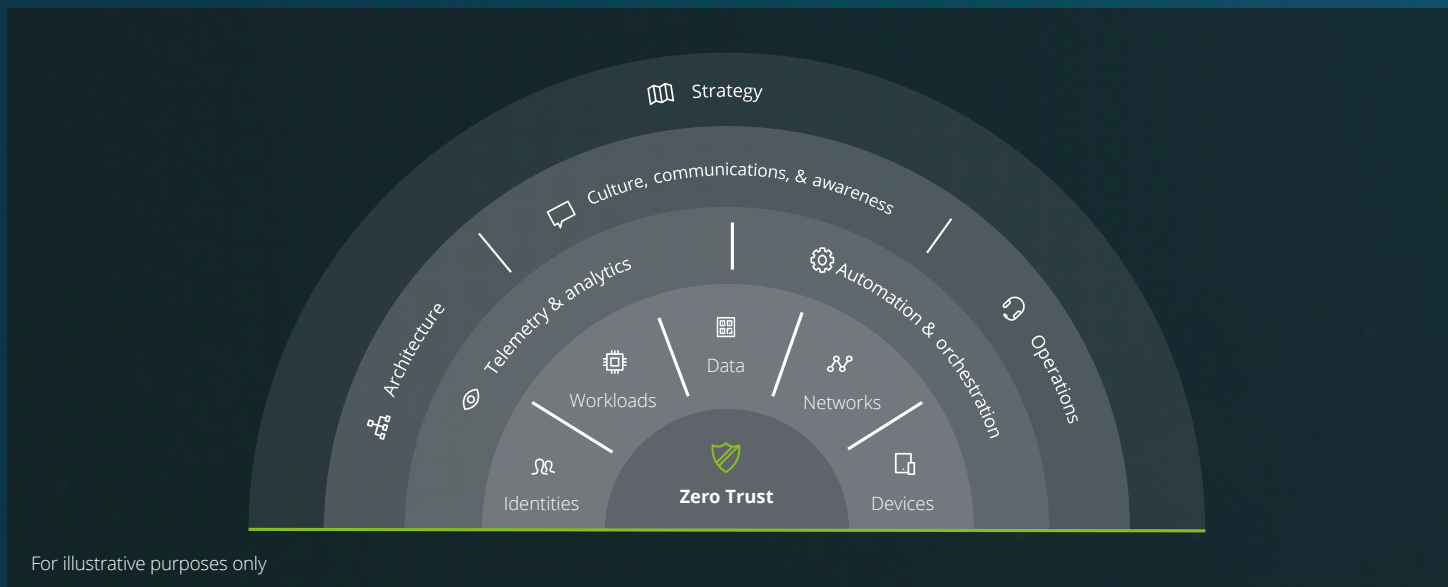 Strategy
Culture, communications, & awareness
Architecture
Operations
Telemetry & analytics
Automation & orchestration
Identities
Workloads
Data
Networks
Devices
Zero Trust
For illustrative purposes only